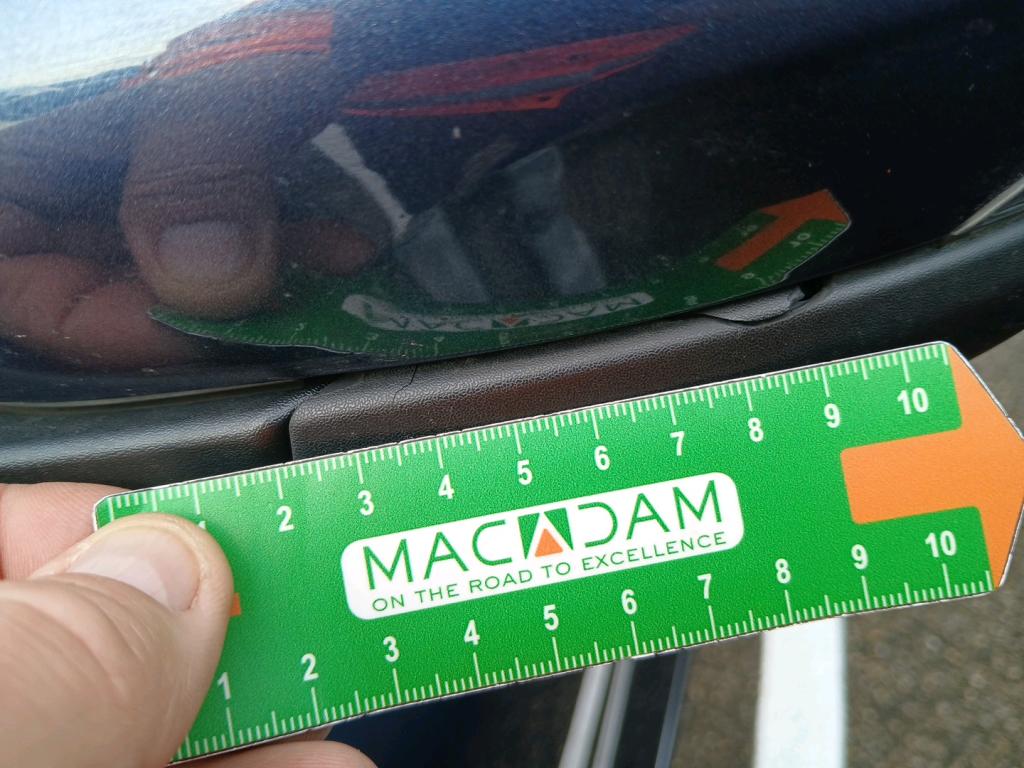 1 2 3 4 5 6 7 8 9 10
MACADAM
ON THE ROAD TO EXCELLENCE
1 2 3 4 5 6 7 8 9 10